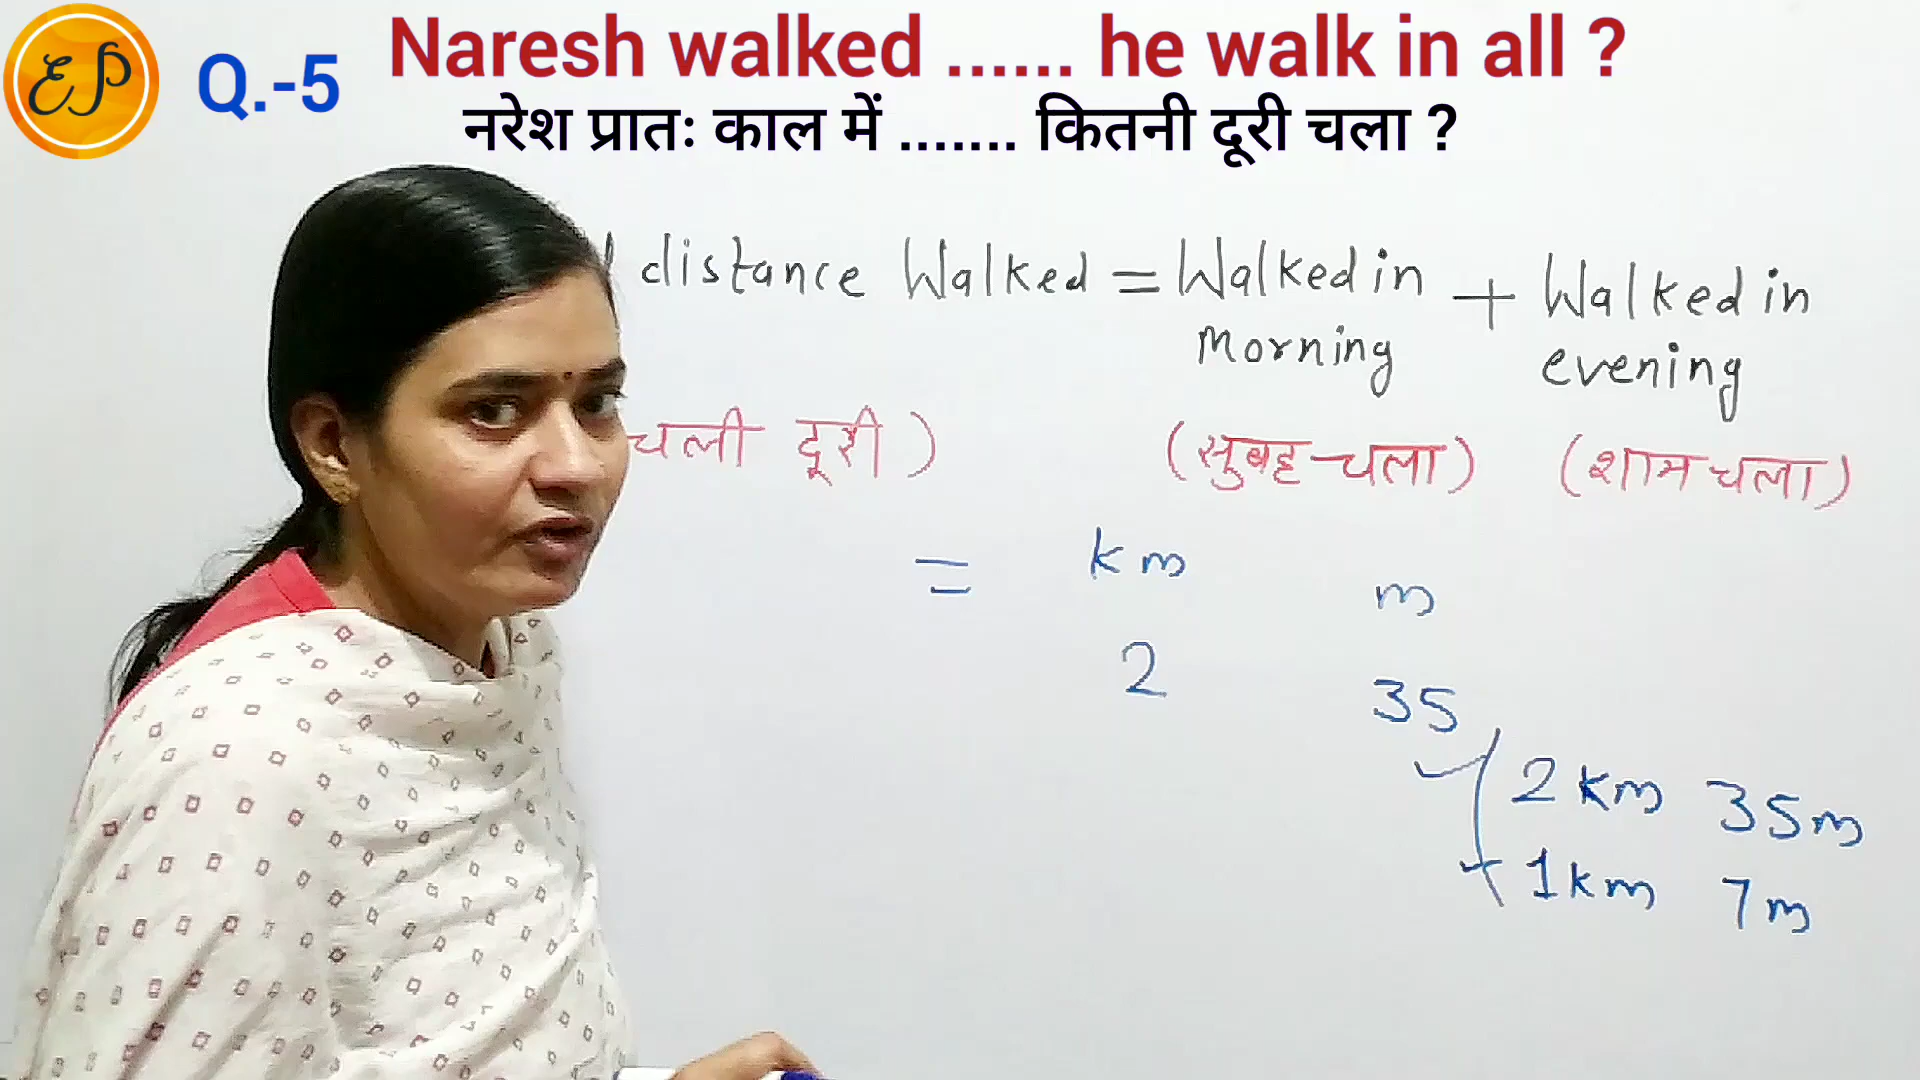 EP
Q.-5
Naresh walked ...... he walk in all ?
नरेश प्रातः काल में ....... कितनी दूरी चला ?
distance Walked = Walked in + Walked in
Morning evening
चली दूरी ) (सुबह चला) (शाम चला)
= km m
2 35
2 km 35m
+ 1km 7m